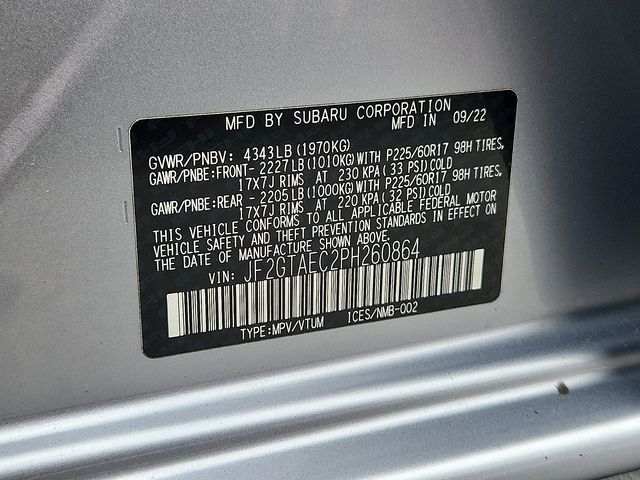 MFD BY SUBARU CORPORATION
MFD IN 09/22
GVWR/PNBV: 4343LB (1970KG)
GAWR/PNBE:FRONT- 2227LB (1010KG)WITH P225/60R17 98H TIRES,
17X7J RIMS AT 230 KPA (33 PSI)COLD
GAWR/PNBE:REAR - 2205LB (1000KG)WITH P225/60R17 98H TIRES,
17X7J RIMS AT 220 KPA (32 PSI)COLD
THIS VEHICLE CONFORMS TO ALL APPLICABLE FEDERAL MOTOR
VEHICLE SAFETY AND THEFT PREVENTION STANDARDS IN EFFECT ON
THE DATE OF MANUFACTURE SHOWN ABOVE.
VIN: JF2GTAEC2PH260864
TYPE:MPV/VTUM ICES/NMB-002